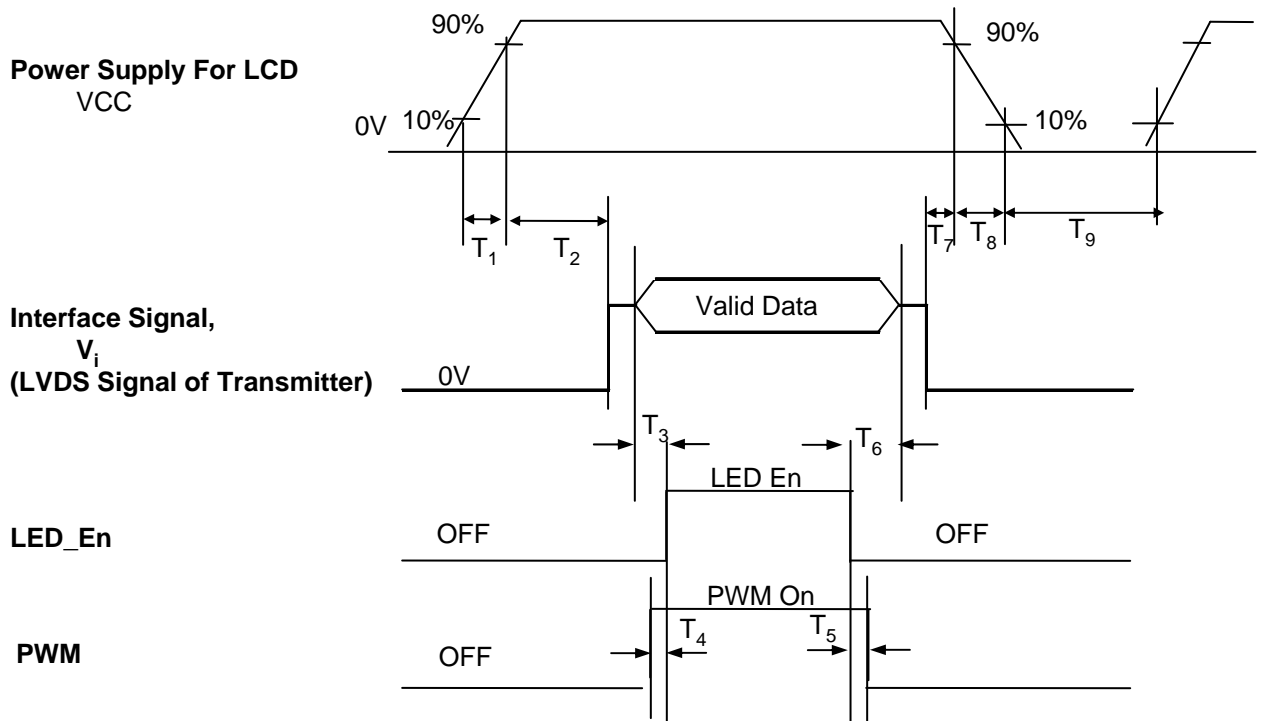 90%
90%
Power Supply For LCD
VCC
0V
10%
10%
T1
T2
T7
T8
T9
Valid Data
Interface Signal,
Vi
(LVDS Signal of Transmitter)
0V
T3
T6
LED En
LED_En
OFF
OFF
PWM On
T4
T5
PWM
OFF